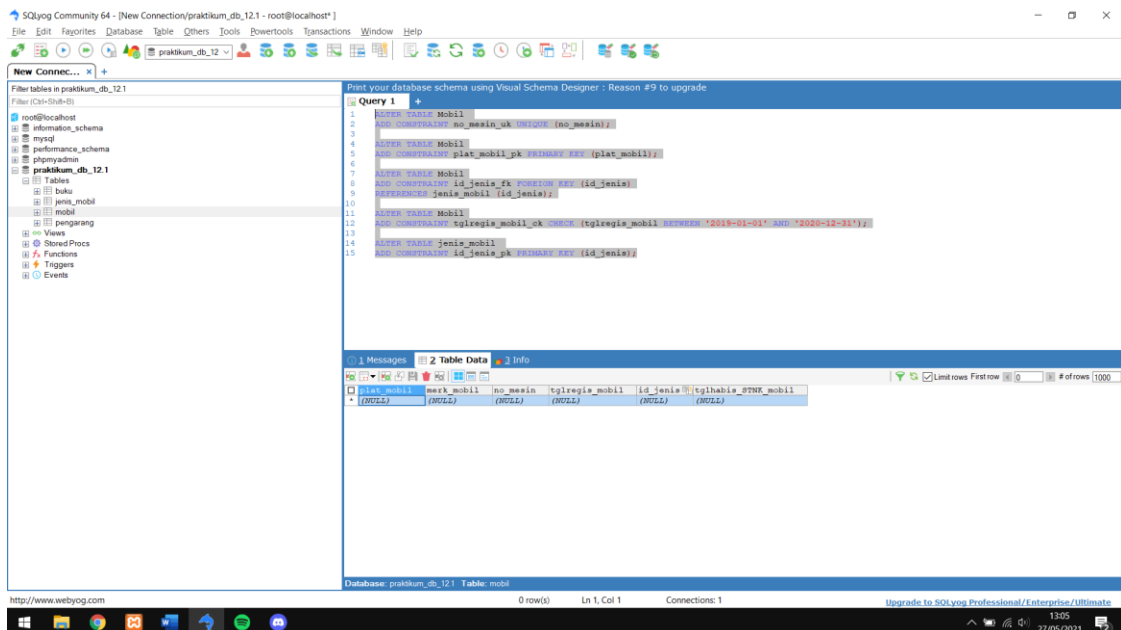 SQLyog Community 64 - [New Connection/praktikum_db_12.1 - root@localhost* ]
File Edit Favorites Database Table Others Tools Powertools Transactions Window Help
praktikum_db_12
New Connec... × +
Filter tables in praktikum_db_12.1
Filter (Ctrl+Shift+B)
root@localhost
information_schema
mysql
performance_schema
phpmyadmin
praktikum_db_12.1
Tables
buku
jenis_mobil
mobil
pengarang
Views
Stored Procs
Functions
Triggers
Events
Print your database schema using Visual Schema Designer : Reason #9 to upgrade
Query 1 +
1 ALTER TABLE Mobil
2 ADD CONSTRAINT no_mesin_uk UNIQUE (no_mesin);
3
4 ALTER TABLE Mobil
5 ADD CONSTRAINT plat_mobil_pk PRIMARY KEY (plat_mobil);
6
7 ALTER TABLE Mobil
8 ADD CONSTRAINT id_jenis_fk FOREIGN KEY (id_jenis)
9 REFERENCES jenis_mobil (id_jenis);
10
11 ALTER TABLE Mobil
12 ADD CONSTRAINT tglregis_mobil_ck CHECK (tglregis_mobil BETWEEN '2019-01-01' AND '2020-12-31');
13
14 ALTER TABLE jenis_mobil
15 ADD CONSTRAINT id_jenis_pk PRIMARY KEY (id_jenis);
1 Messages 2 Table Data 3 Info
Limit rows First row 0 # of rows 1000
plat_mobil merk_mobil no_mesin tglregis_mobil id_jenis tglhabis_STNK_mobil
* (NULL) (NULL) (NULL) (NULL) (NULL) (NULL)
Database: praktikum_db_12.1 Table: mobil
http://www.webyog.com 0 row(s) Ln 1, Col 1 Connections: 1 Upgrade to SQLyog Professional/Enterprise/Ultimate
13:05
27/05/2021